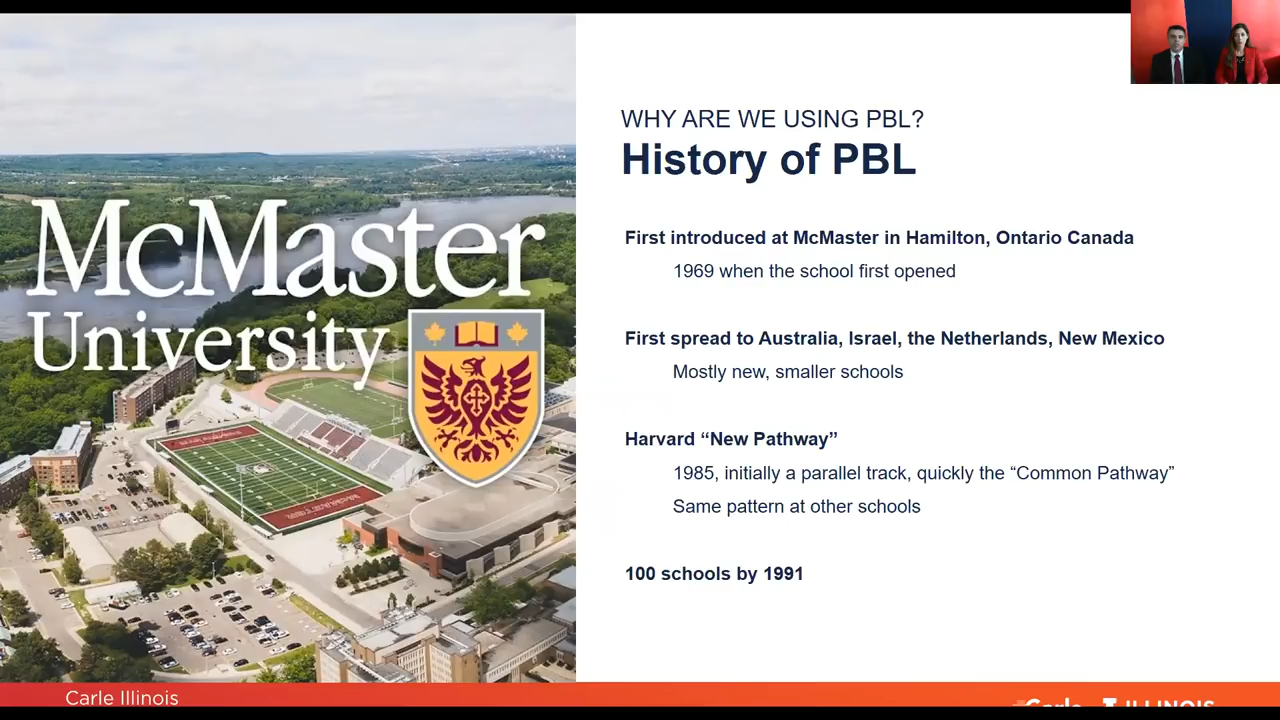 WHY ARE WE USING PBL?
History of PBL
McMaster
University
First introduced at McMaster in Hamilton, Ontario Canada
1969 when the school first opened
First spread to Australia, Israel, the Netherlands, New Mexico
Mostly new, smaller schools
Harvard “New Pathway”
1985, initially a parallel track, quickly the “Common Pathway”
Same pattern at other schools
100 schools by 1991
Carle Illinois
Carle
ILLINOIS